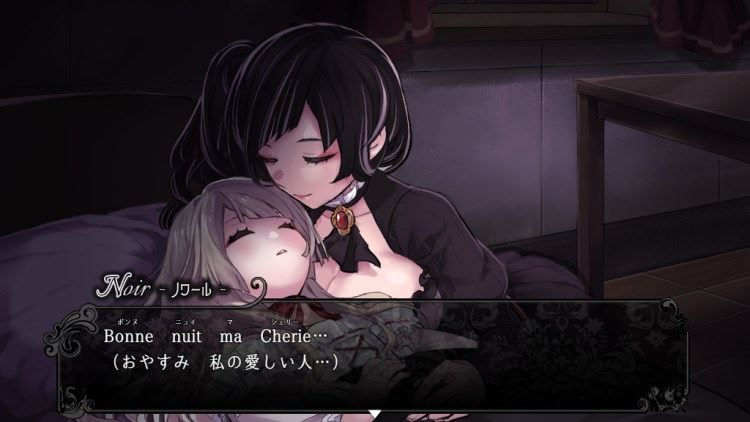 Noir - ノワール -
ボンヌ ニュイ マ シェリー
Bonne nuit ma Cherie…
（おやすみ 私の愛しい人…）